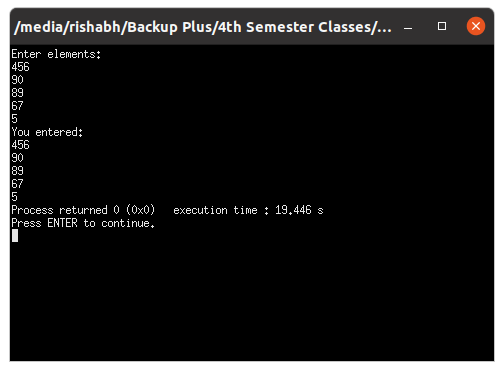 /media/rishabh/Backup Plus/4th Semester Classes/...
Enter elements:
456
90
89
67
5
You entered:
456
90
89
67
5
Process returned 0 (0x0)   execution time : 19.446 s
Press ENTER to continue.